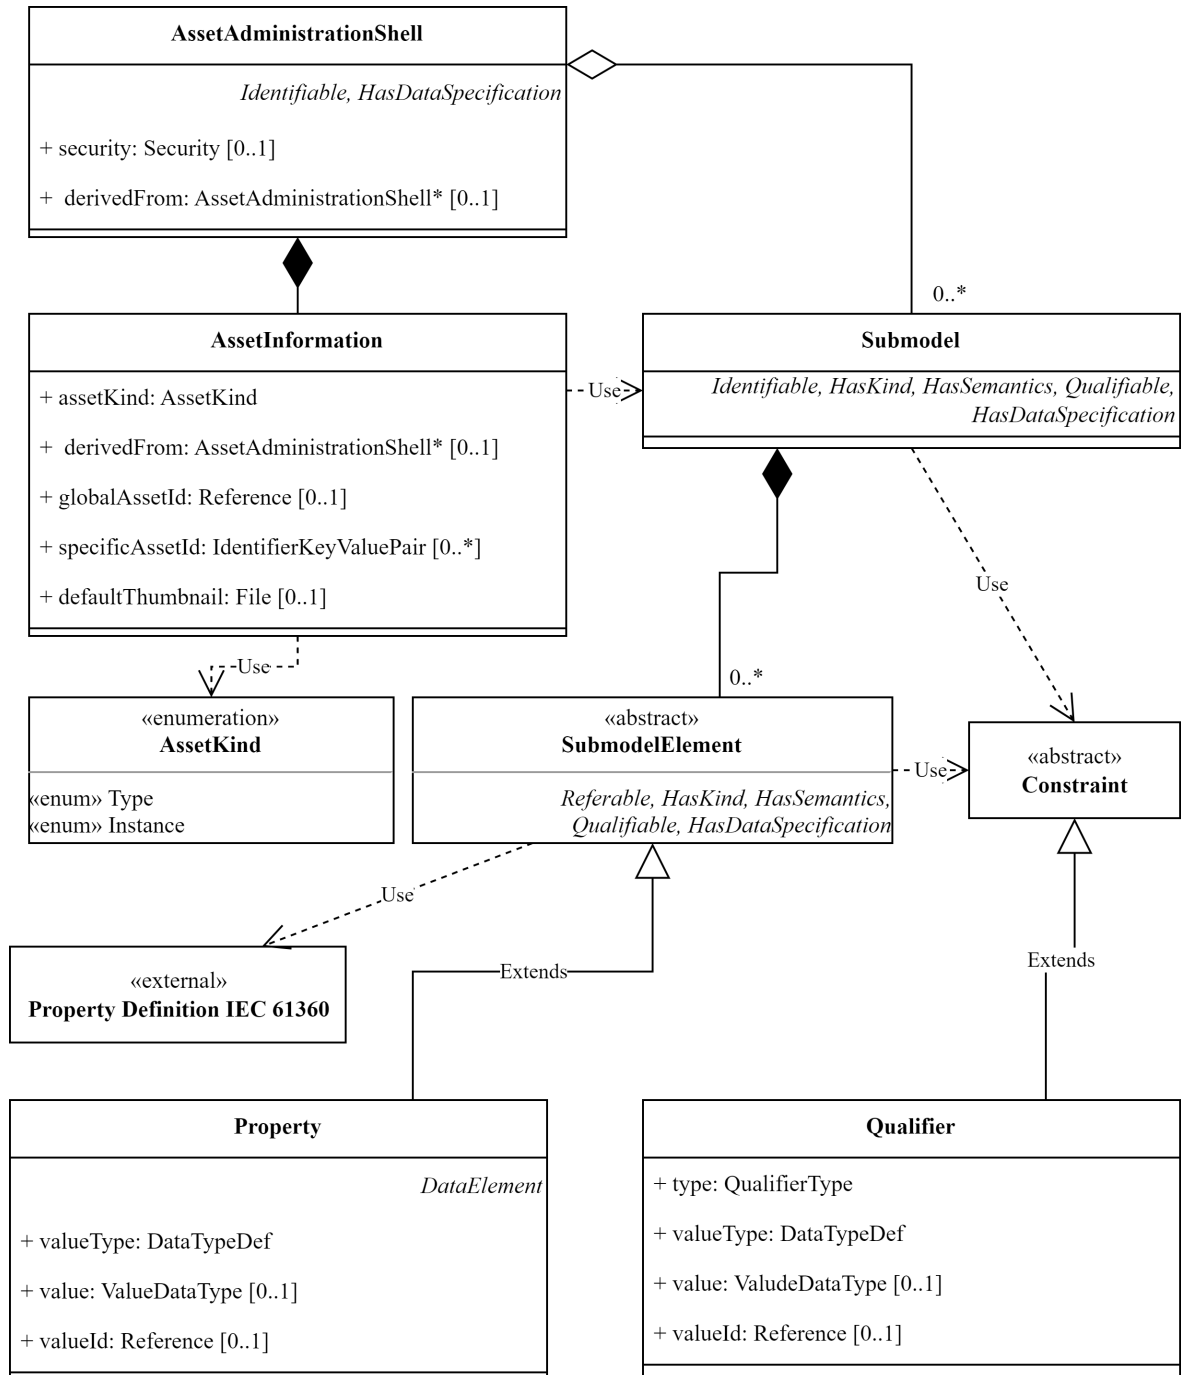 AssetAdministrationShell
Identifiable, HasDataSpecification
+ security: Security [0..1]
+ derivedFrom: AssetAdministrationShell* [0..1]
0..*
AssetInformation
+ assetKind: AssetKind
+ derivedFrom: AssetAdministrationShell* [0..1]
+ globalAssetId: Reference [0..1]
+ specificAssetId: IdentifierKeyValuePair [0..*]
+ defaultThumbnail: File [0..1]
Use
Submodel
Identifiable, HasKind, HasSemantics, Qualifiable,
HasDataSpecification
Use
Use
0..*
«enumeration»
AssetKind
«enum» Type
«enum» Instance
«abstract»
SubmodelElement
Referable, HasKind, HasSemantics,
Qualifiable, HasDataSpecification
Use
«abstract»
Constraint
Use
«external»
Property Definition IEC 61360
Extends
Extends
Property
DataElement
+ valueType: DataTypeDef
+ value: ValueDataType [0..1]
+ valueId: Reference [0..1]
Qualifier
+ type: QualifierType
+ valueType: DataTypeDef
+ value: ValudeDataType [0..1]
+ valueId: Reference [0..1]